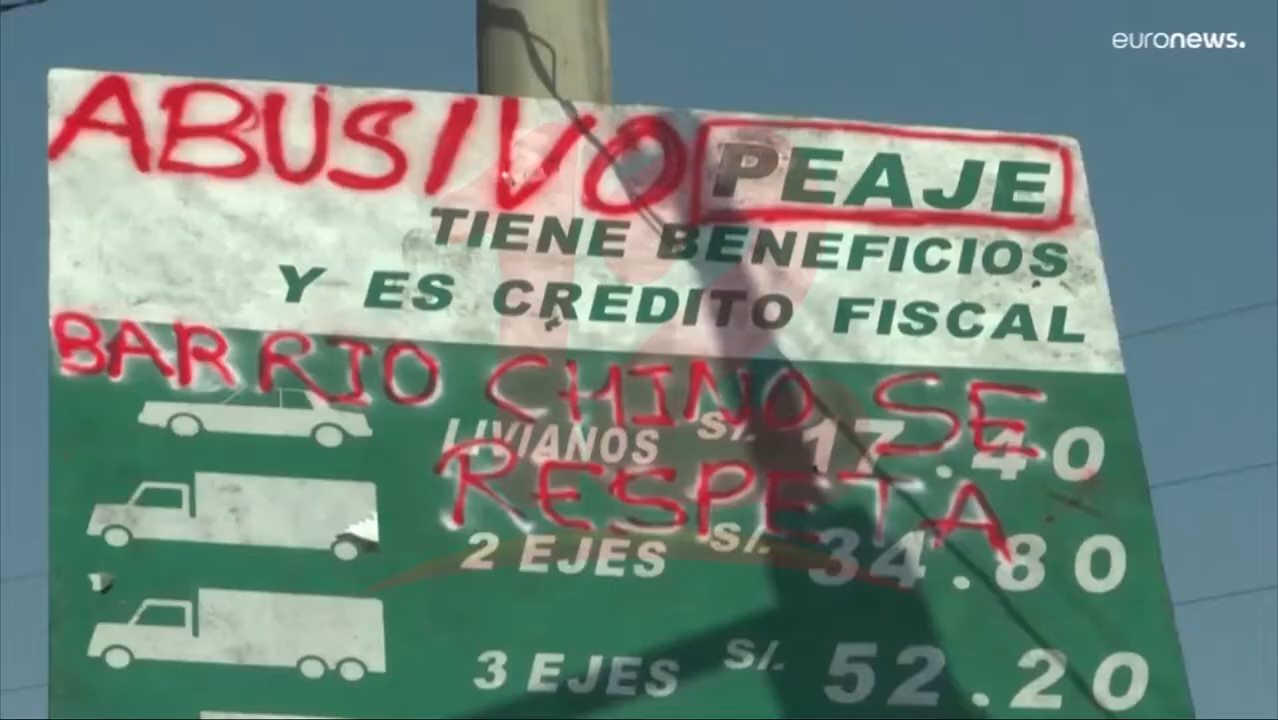 euronews.
ABUSIVO PEAJE
TIENE BENEFICIOS
Y ES CREDITO FISCAL
BARRIO CHINO SE
LIVIANOS S/. 17.40
RESPETA
2 EJES S/. 34.80
3 EJES S/. 52.20